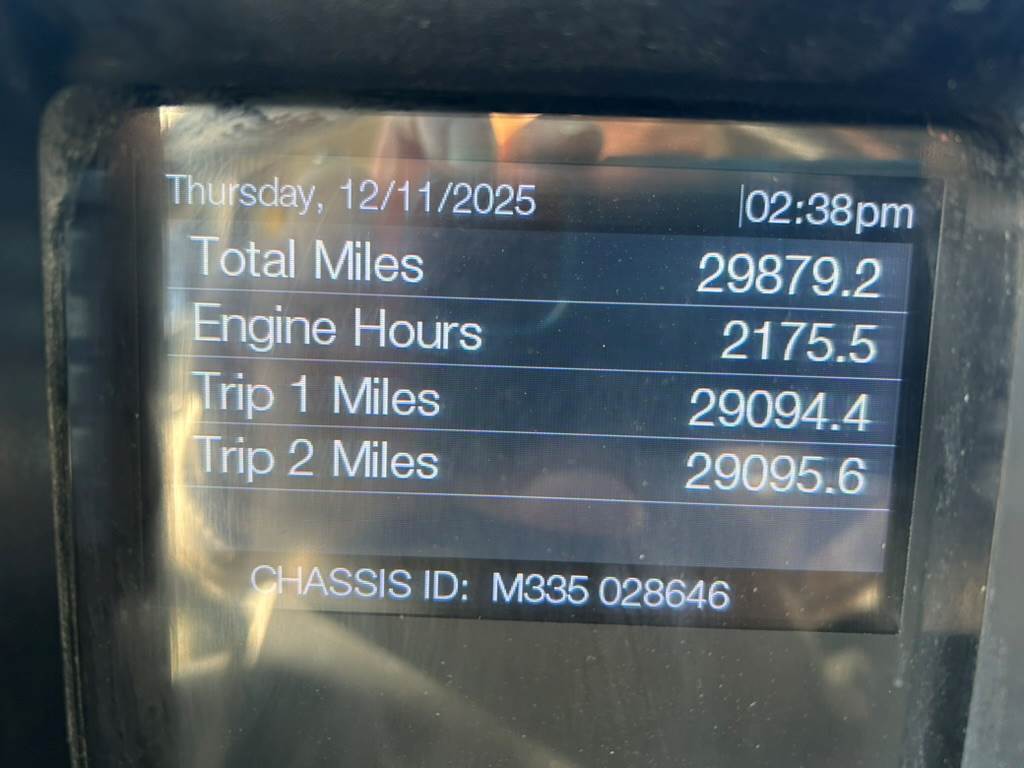 Thursday, 12/11/2025 02:38pm
Total Miles 29879.2
Engine Hours 2175.5
Trip 1 Miles 29094.4
Trip 2 Miles 29095.6
CHASSIS ID: M335 028646